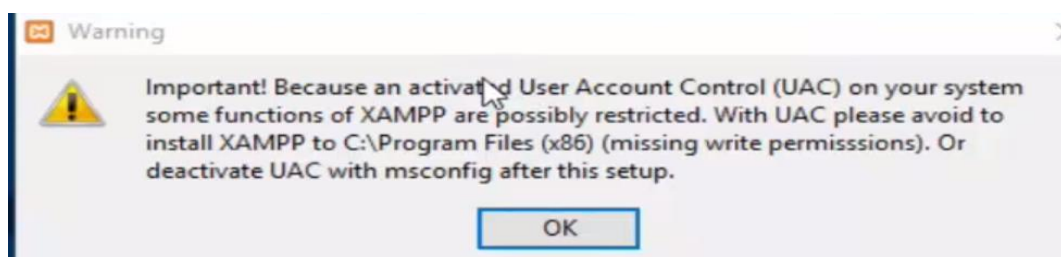 Warning
Important! Because an activated User Account Control (UAC) on your system
some functions of XAMPP are possibly restricted. With UAC please avoid to
install XAMPP to C:\Program Files (x86) (missing write permisssions). Or
deactivate UAC with msconfig after this setup.
OK